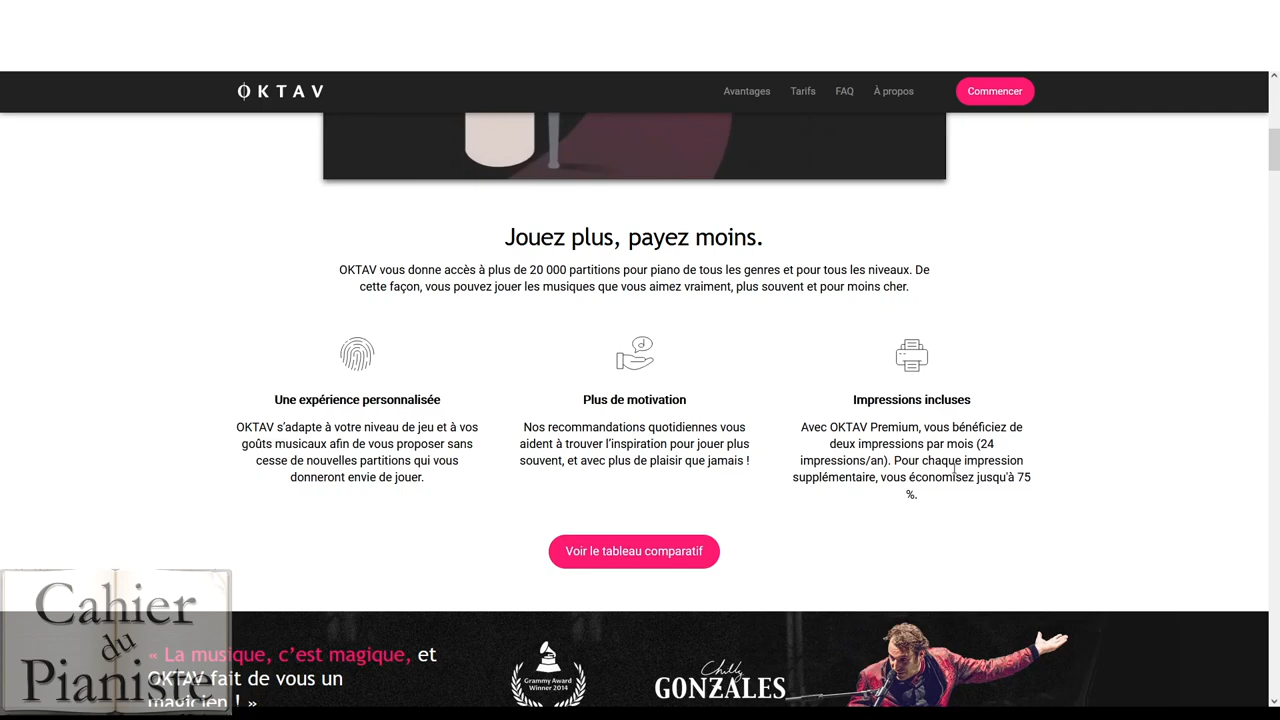 OKTAV
Avantages
Tarifs
FAQ
À propos
Commencer
Jouez plus, payez moins.
OKTAV vous donne accès à plus de 20 000 partitions pour piano de tous les genres et pour tous les niveaux. De
cette façon, vous pouvez jouer les musiques que vous aimez vraiment, plus souvent et pour moins cher.
Une expérience personnalisée
OKTAV s'adapte à votre niveau de jeu et à vos
goûts musicaux afin de vous proposer sans
cesse de nouvelles partitions qui vous
donneront envie de jouer.
Plus de motivation
Nos recommandations quotidiennes vous
aident à trouver l'inspiration pour jouer plus
souvent, et avec plus de plaisir que jamais !
Impressions incluses
Avec OKTAV Premium, vous bénéficiez de
deux impressions par mois (24
impressions/an). Pour chaque impression
supplémentaire, vous économisez jusqu'à 75
%.
Voir le tableau comparatif
Cahier
du
Pianiste
« La musique, c'est magique, et
OKTAV fait de vous un
magicien ! »
Grammy Award
Winner 2014
Chilly
GONZALES